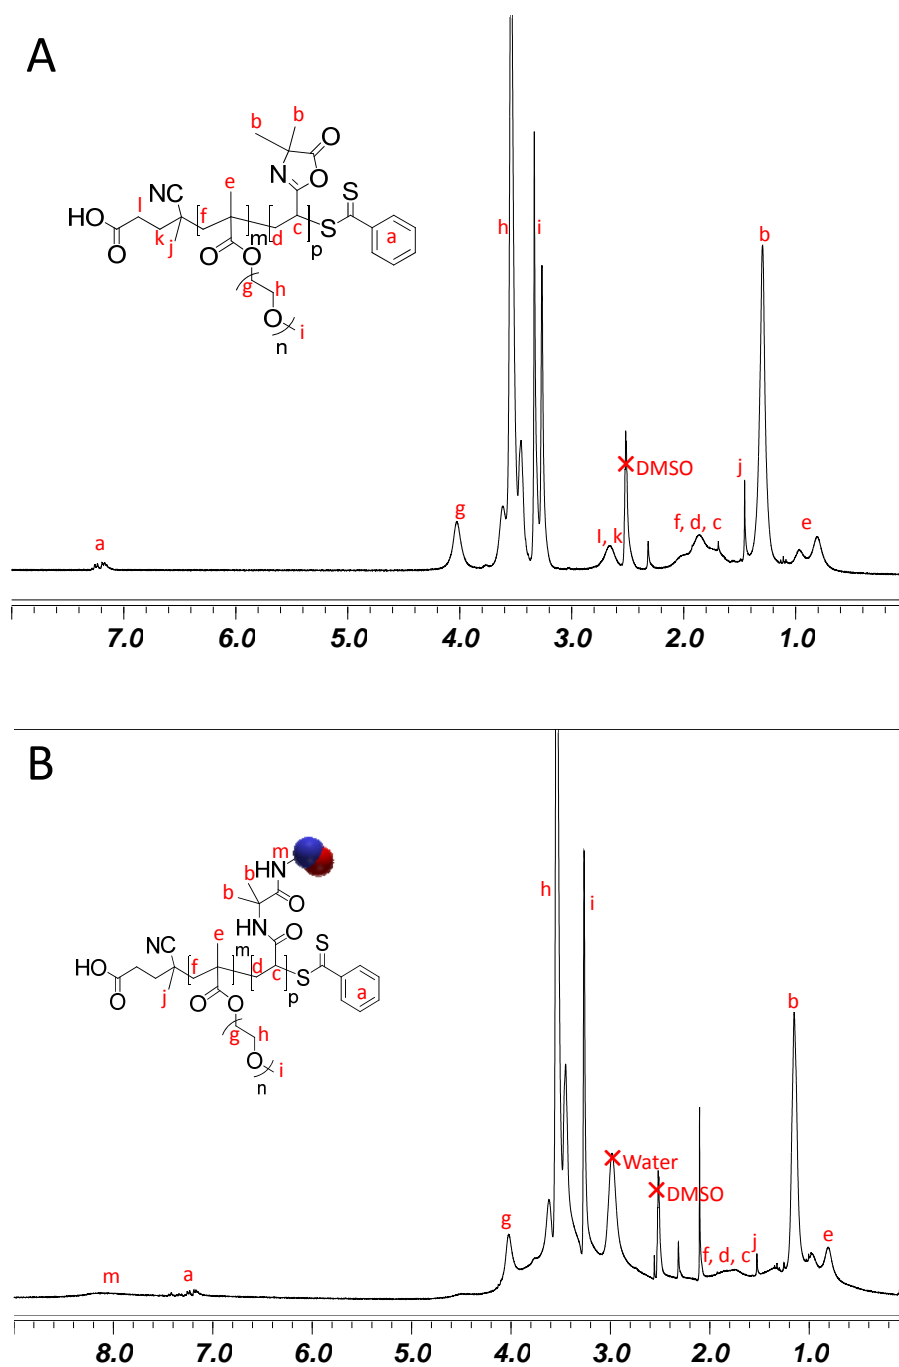 A
b b
O
N O
NC e S
l f
HO m d c S
O k j O p a
O
g h
O i
n
h i b
DMSO
j
g
a l, k f, d, c e
7.0 6.0 5.0 4.0 3.0 2.0 1.0
B
m
HN
b
b O
HN O
NC e m S
HO f d c S
O j O O p a
g h
O i
n
h i
b
Water
DMSO
g
f, d, c j e
m a
8.0 7.0 6.0 5.0 4.0 3.0 2.0 1.0